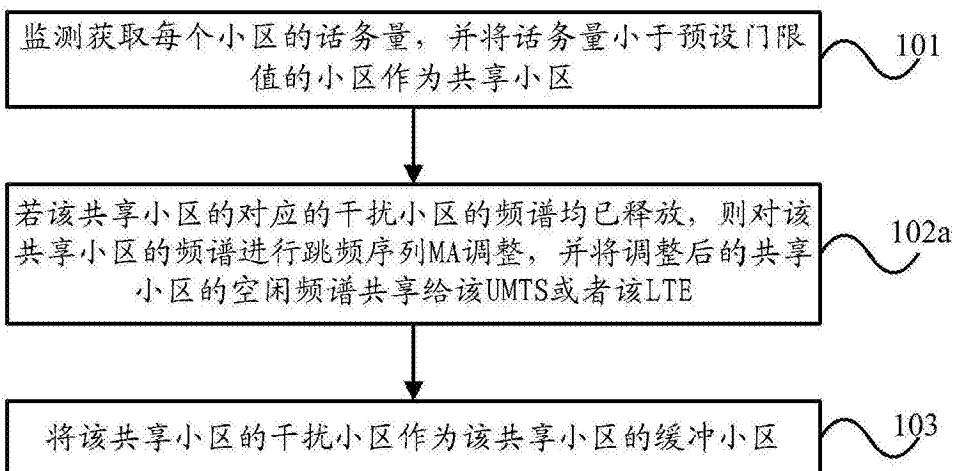 监测获取每个小区的话务量，并将话务量小于预设门限
值的小区作为共享小区
101
若该共享小区的对应的干扰小区的频谱均已释放，则对该
共享小区的频谱进行跳频序列MA调整，并将调整后的共享
小区的空闲频谱共享给该UMTS或者该LTE
102a
将该共享小区的干扰小区作为该共享小区的缓冲小区
103